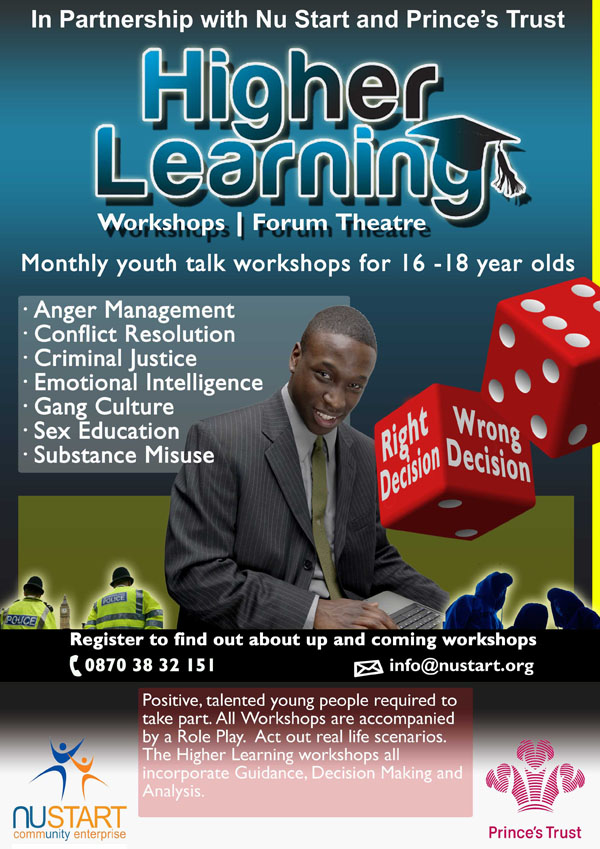 In Partnership with Nu Start and Prince's Trust
Higher
Learning
Workshops | Forum Theatre
Monthly youth talk workshops for 16 -18 year olds
· Anger Management
· Conflict Resolution
· Criminal Justice
· Emotional Intelligence
· Gang Culture
· Sex Education
· Substance Misuse
Right
Decision
Wrong
Decision
POLICE
POLICE
Register to find out about up and coming workshops
0870 38 32 151
info@nustart.org
Positive, talented young people required to
take part. All Workshops are accompanied
by a Role Play. Act out real life scenarios.
The Higher Learning workshops all
incorporate Guidance, Decision Making and
Analysis.
nuSTART
community enterprise
Prince's Trust